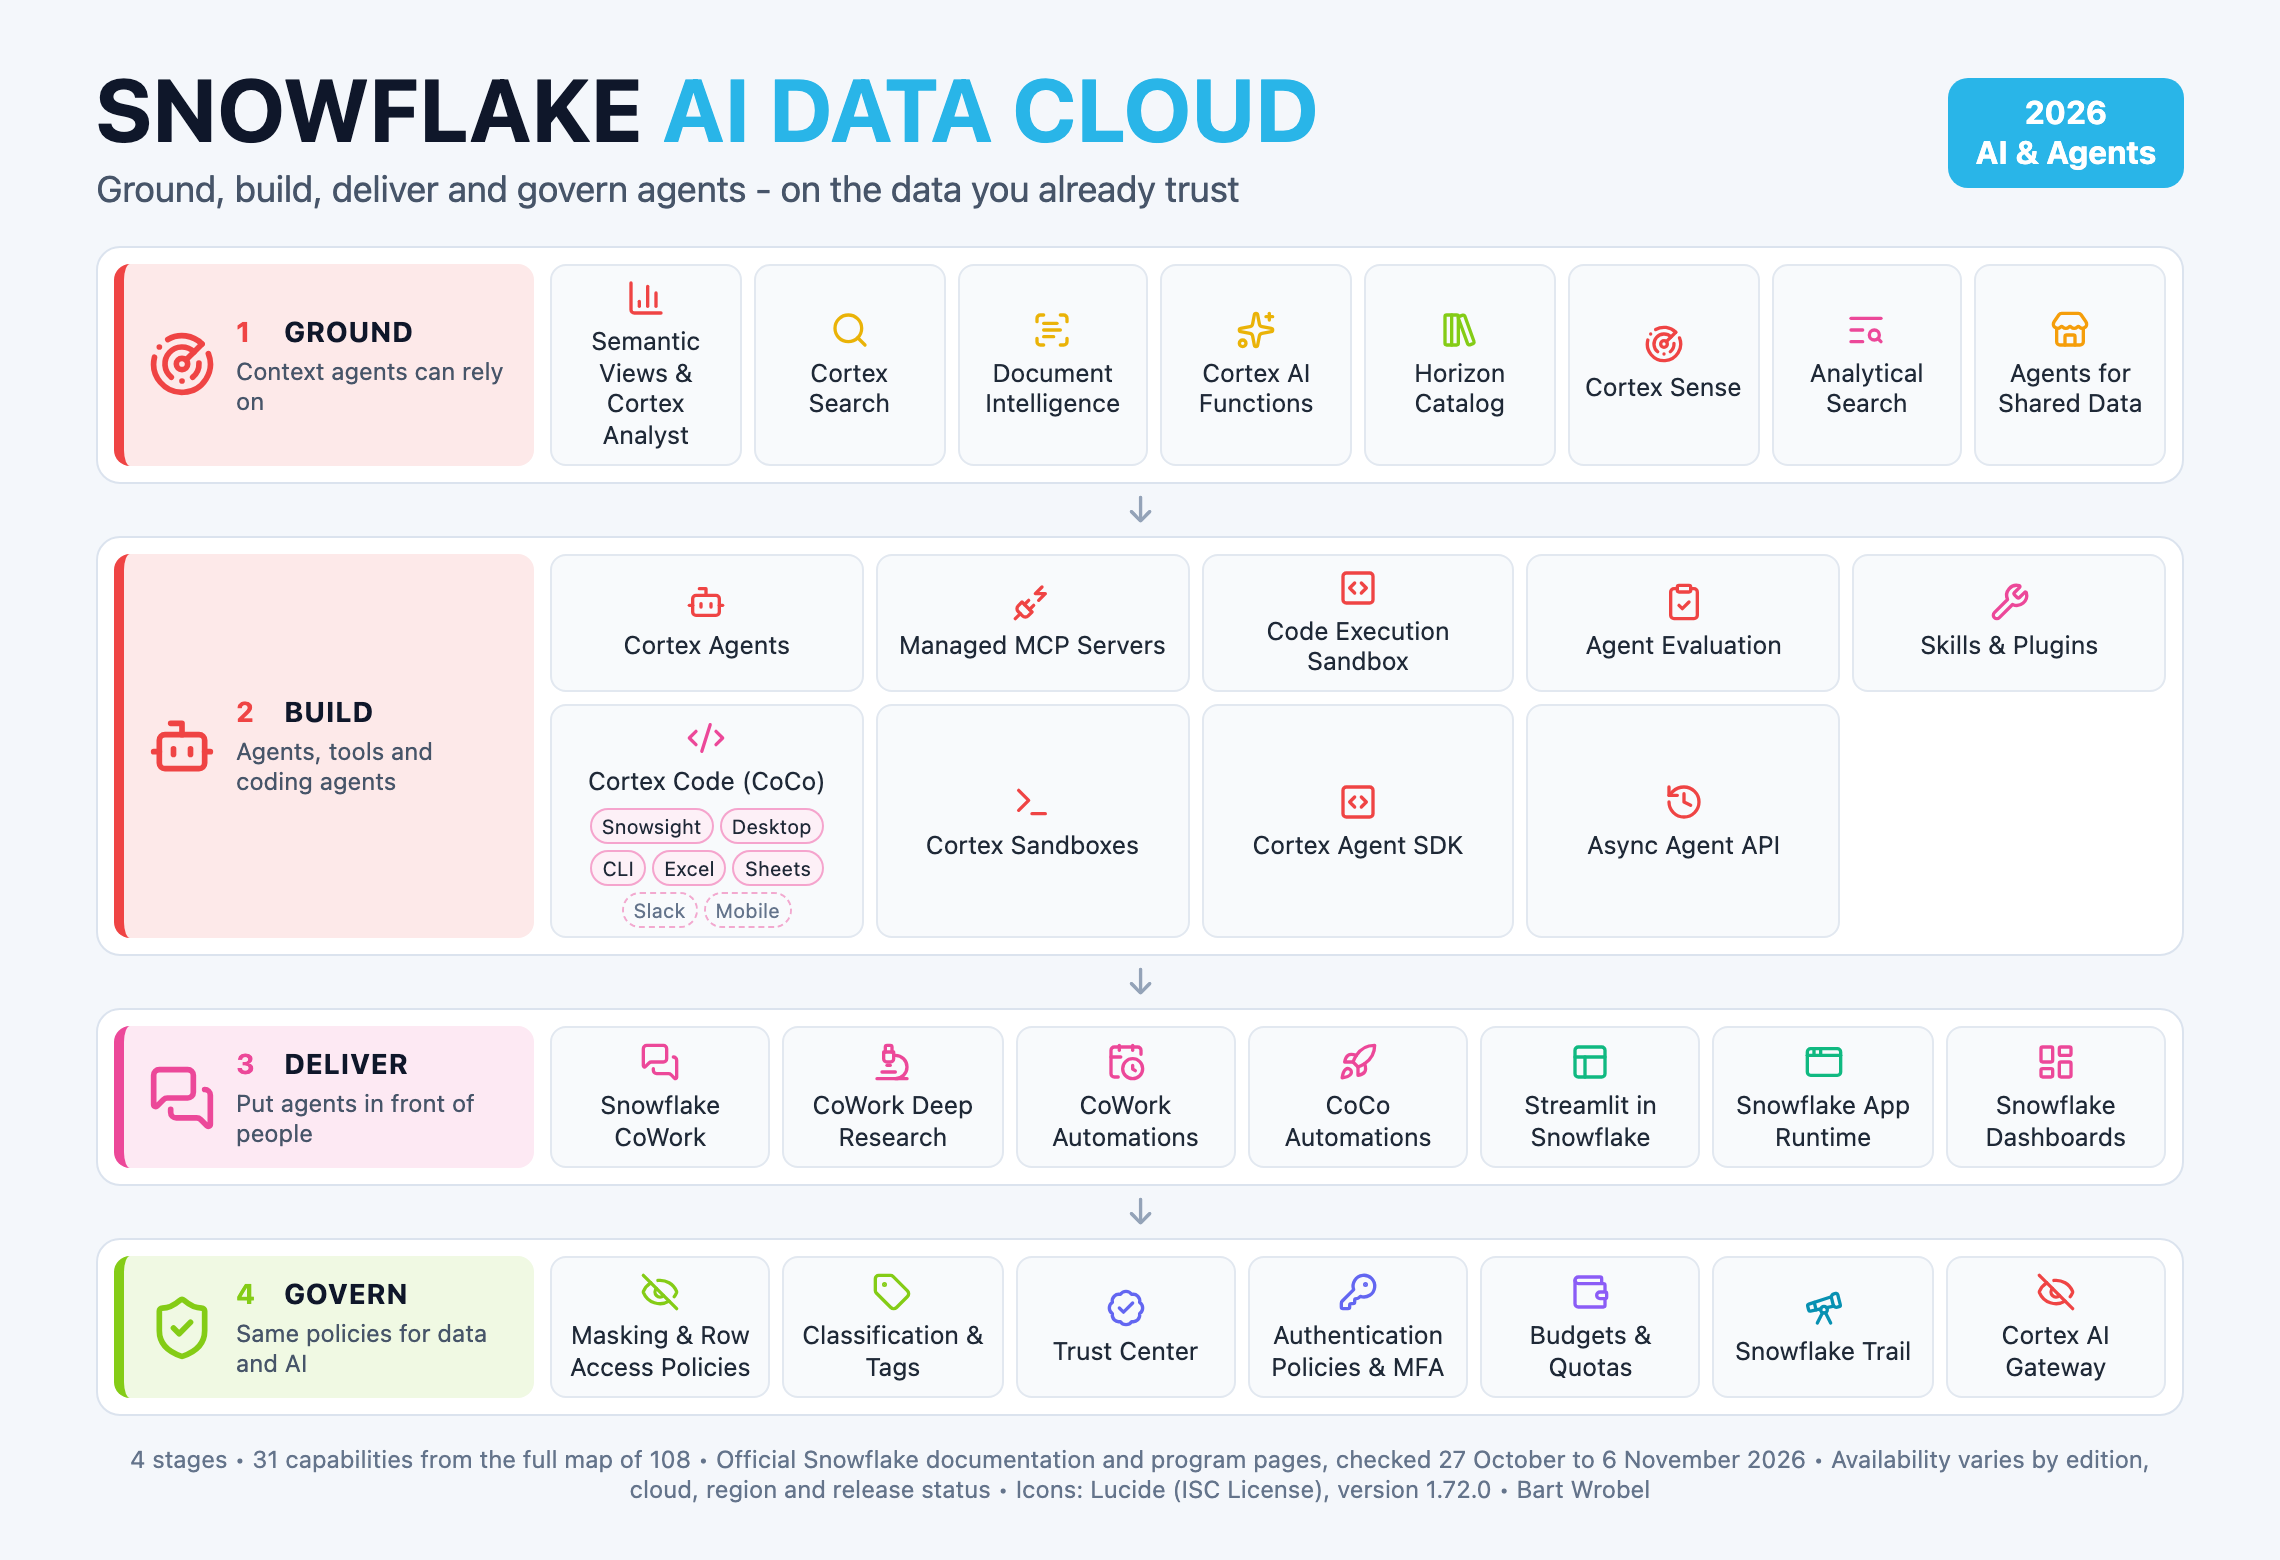 SNOWFLAKE AI DATA CLOUD
Ground, build, deliver and govern agents - on the data you already trust
2026
AI & Agents
1 GROUND
Context agents can rely
on
Semantic
Views &
Cortex
Analyst
Cortex
Search
Document
Intelligence
Cortex AI
Functions
Horizon
Catalog
Cortex Sense
Analytical
Search
Agents for
Shared Data
2 BUILD
Agents, tools and
coding agents
Cortex Agents
Managed MCP Servers
Code Execution
Sandbox
Agent Evaluation
Skills & Plugins
Cortex Code (CoCo)
Snowsight Desktop
CLI Excel Sheets
Slack Mobile
Cortex Sandboxes
Cortex Agent SDK
Async Agent API
3 DELIVER
Put agents in front of
people
Snowflake
CoWork
CoWork Deep
Research
CoWork
Automations
CoCo
Automations
Streamlit in
Snowflake
Snowflake App
Runtime
Snowflake
Dashboards
4 GOVERN
Same policies for data
and AI
Masking & Row
Access Policies
Classification &
Tags
Trust Center
Authentication
Policies & MFA
Budgets &
Quotas
Snowflake Trail
Cortex AI
Gateway
4 stages • 31 capabilities from the full map of 108 • Official Snowflake documentation and program pages, checked 27 October to 6 November 2026 • Availability varies by edition,
cloud, region and release status • Icons: Lucide (ISC License), version 1.72.0 • Bart Wrobel